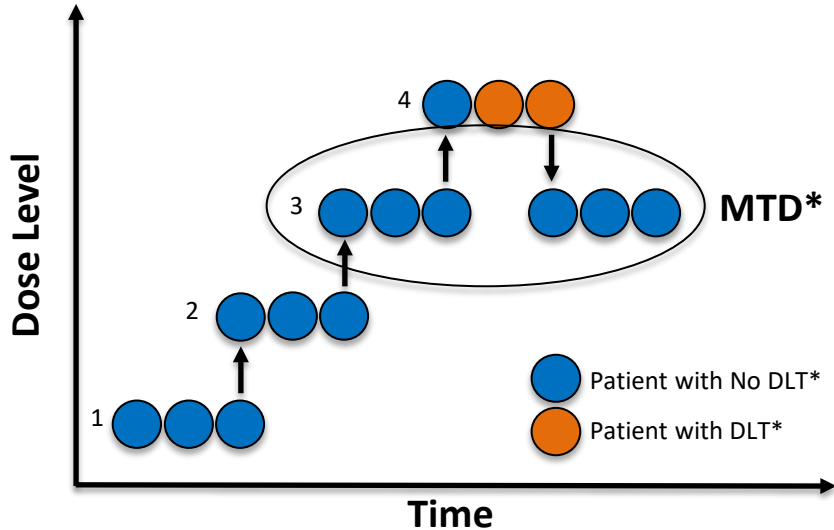 4
3
MTD*
2
1
Dose Level
Patient with No DLT*
Patient with DLT*
Time